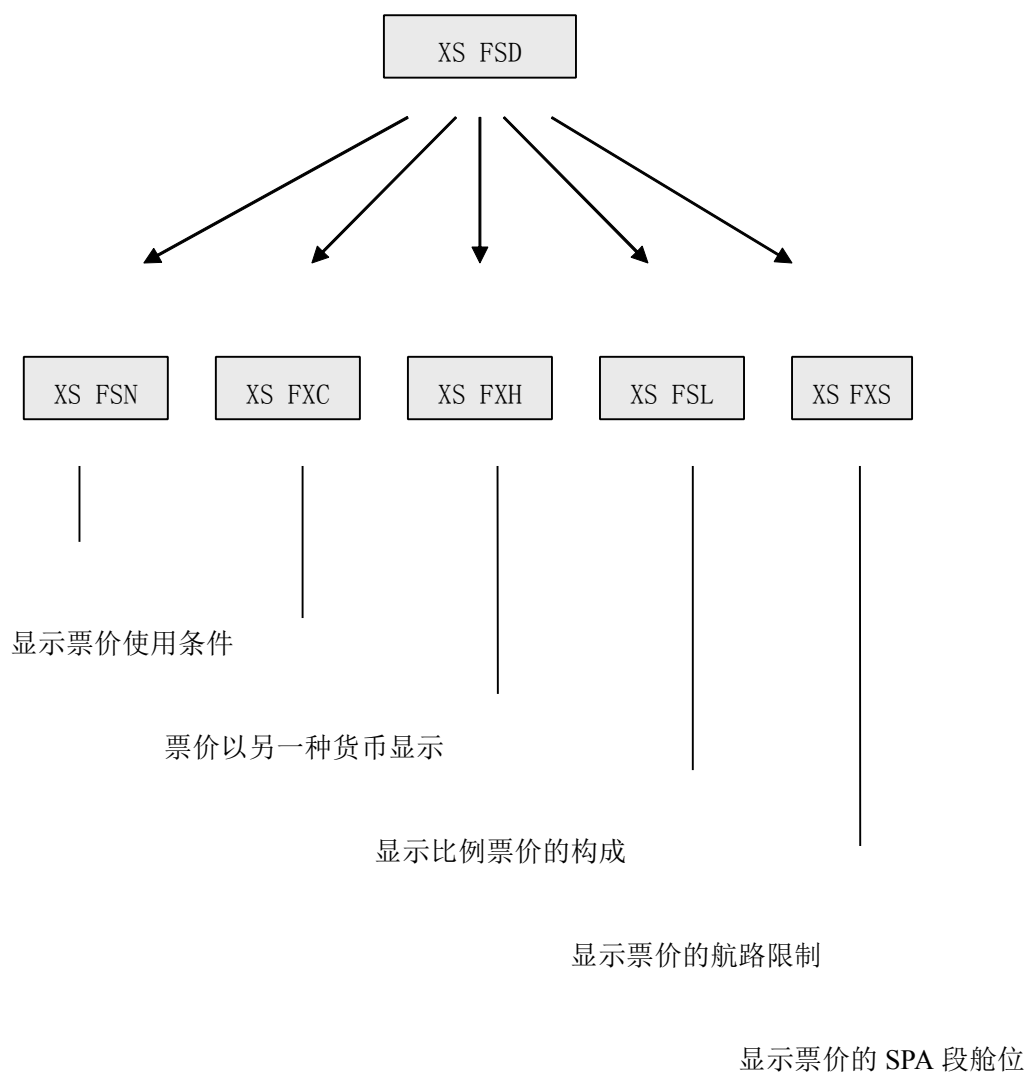 XS FSD
XS FSN
XS FXC
XS FXH
XS FSL
XS FXS
显示票价使用条件
票价以另一种货币显示
显示比例票价的构成
显示票价的航路限制
显示票价的 SPA 段舱位